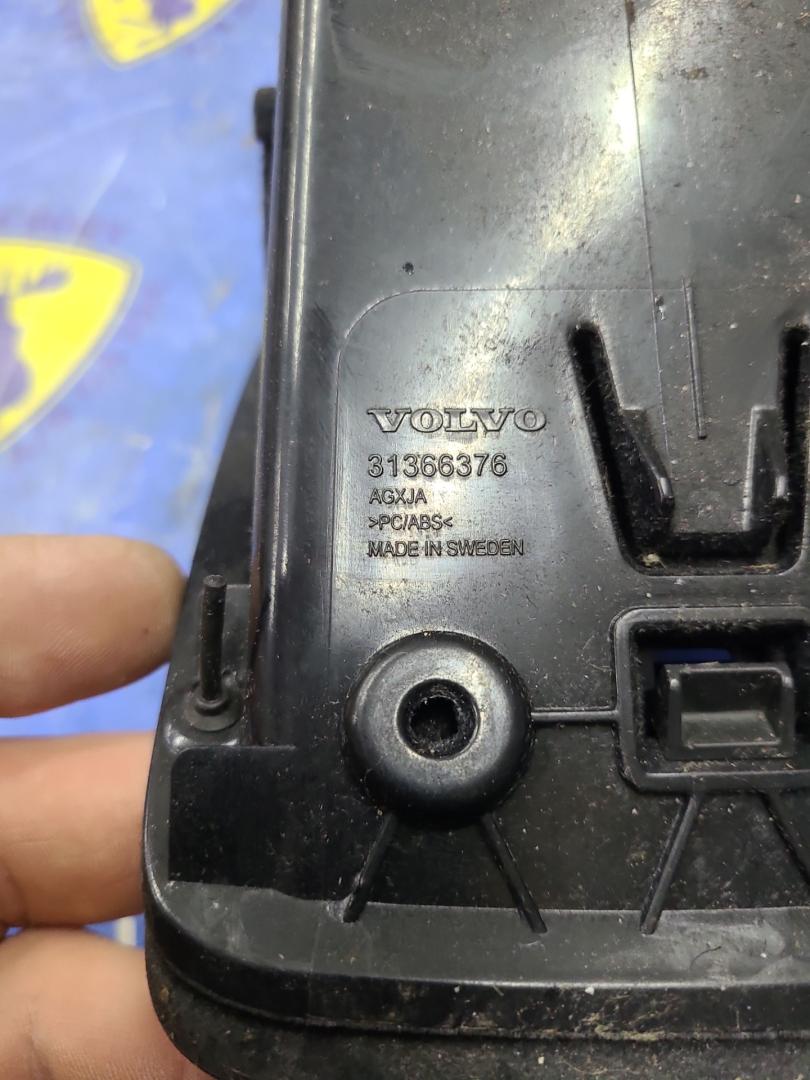 VOLVO
31366376
AGXJA
>PC/ABS<
MADE IN SWEDEN